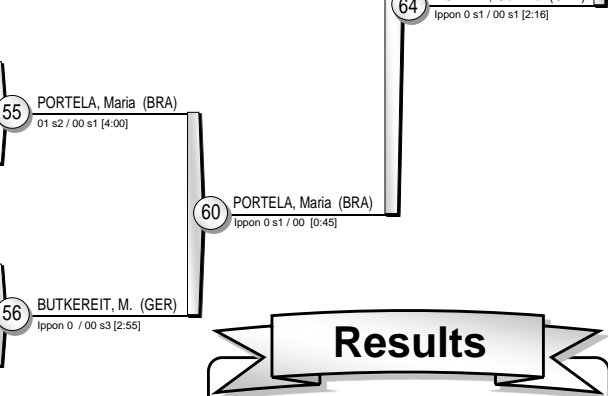 64
Ippon 0 s1 / 00 s1 [2:16]
55
PORTELA, Maria (BRA)
01 s2 / 00 s1 [4:00]
60
PORTELA, Maria (BRA)
Ippon 0 s1 / 00 [0:45]
56
BUTKEREIT, M. (GER)
Ippon 0 / 00 s3 [2:55]
Results